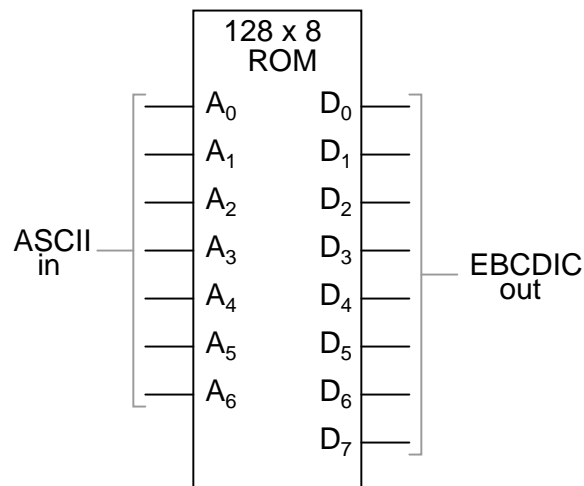 128 x 8
ROM
A0 D0
A1 D1
A2 D2
ASCII
in
A3 D3
EBCDIC
out
A4 D4
A5 D5
A6 D6
D7